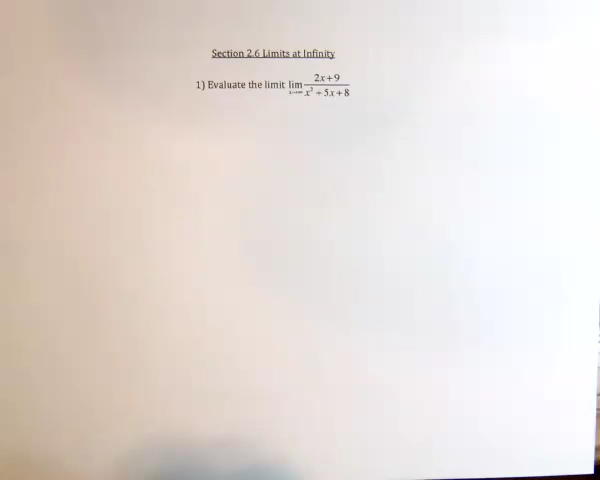 Section 2.6 Limits at Infinity
1) Evaluate the limit lim x→∞ (2x+9)/(x² + 5x+8)